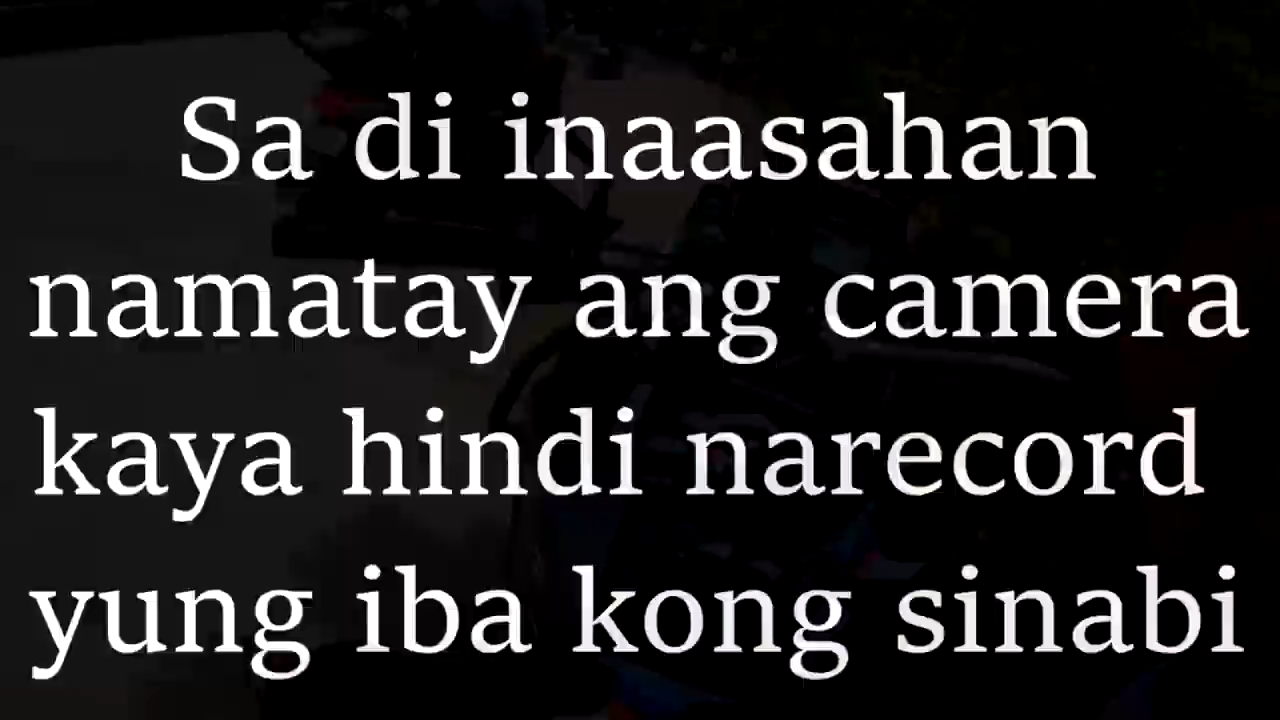 Sa di inaasahan
namatay ang camera
kaya hindi narecord
yung iba kong sinabi